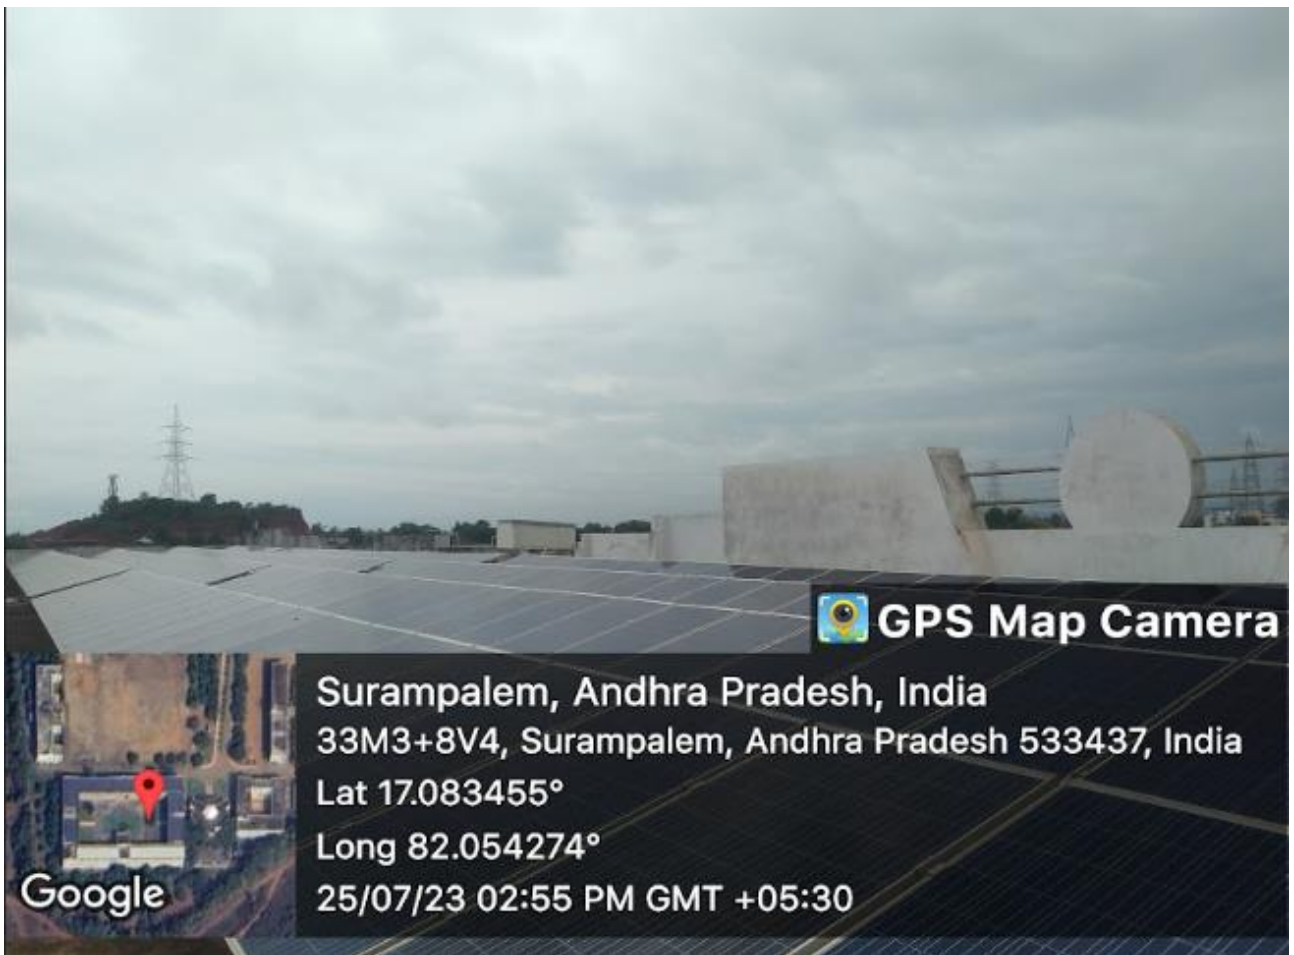 GPS Map Camera
Surampalem, Andhra Pradesh, India
33M3+8V4, Surampalem, Andhra Pradesh 533437, India
Lat 17.083455°
Long 82.054274°
25/07/23 02:55 PM GMT +05:30
Google